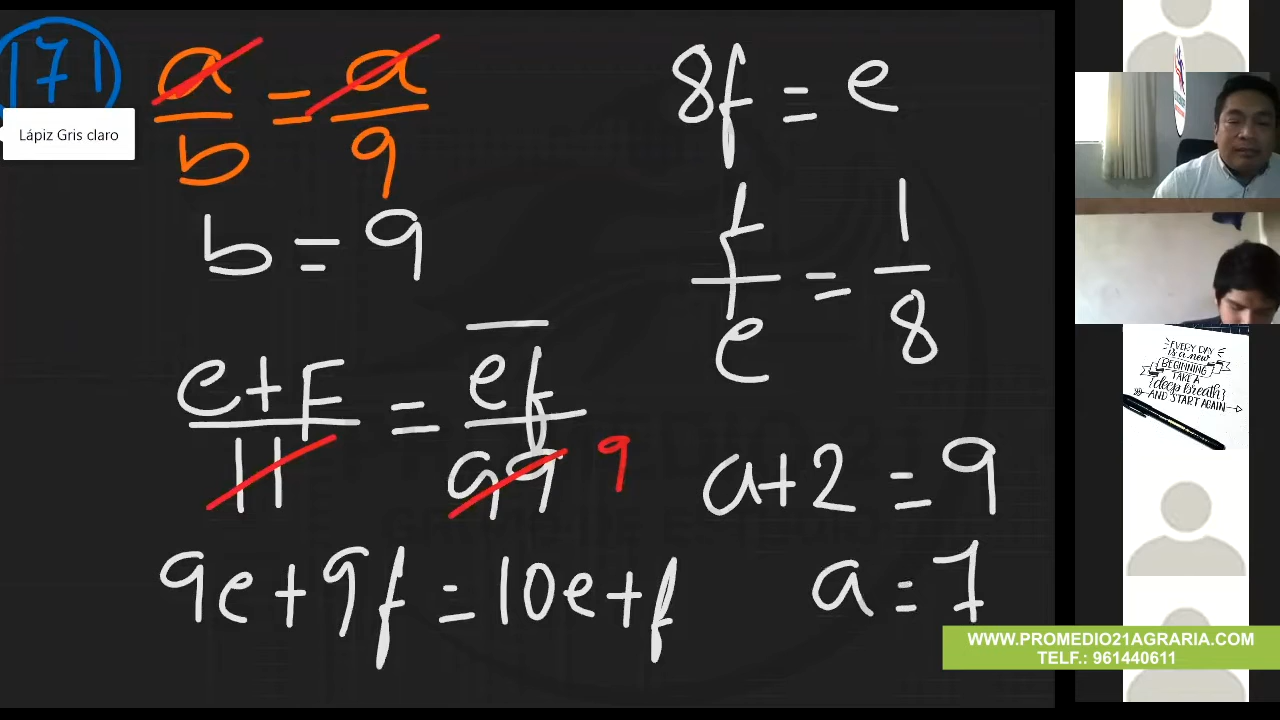 171
Lápiz Gris claro
a/b = a/9
b = 9
e+F/11 = ef/99 9
9e+9f = 10e+f
8f = e
f/e = 1/8
a+2 = 9
a = 7
EVERY DAY
is a new
BEGINNING
TAKE A
deep breath
AND START AGAIN
WWW.PROMEDIO21AGRARIA.COM
TELF.: 961440611